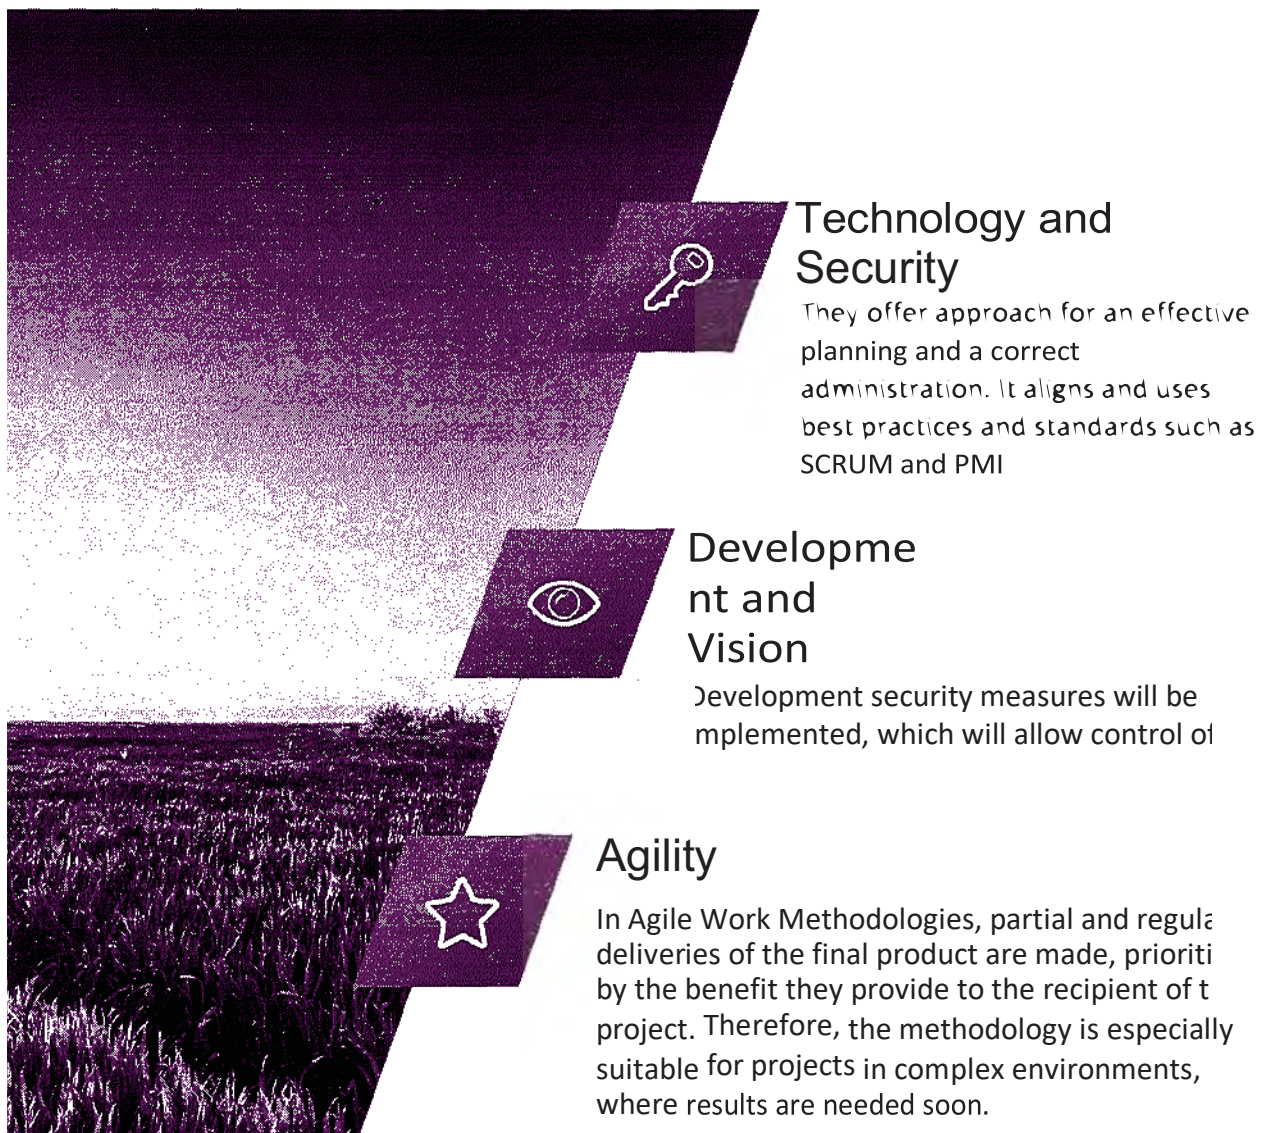 Technology and
Security
They offer approach for an effective
planning and a correct
administration. It aligns and uses
best practices and standards such as
SCRUM and PMI
Developme
nt and
Vision
Development security measures will be
mplemented, which will allow control of
Agility
In Agile Work Methodologies, partial and regula
deliveries of the final product are made, prioriti
by the benefit they provide to the recipient of t
project. Therefore, the methodology is especially
suitable for projects in complex environments,
where results are needed soon.